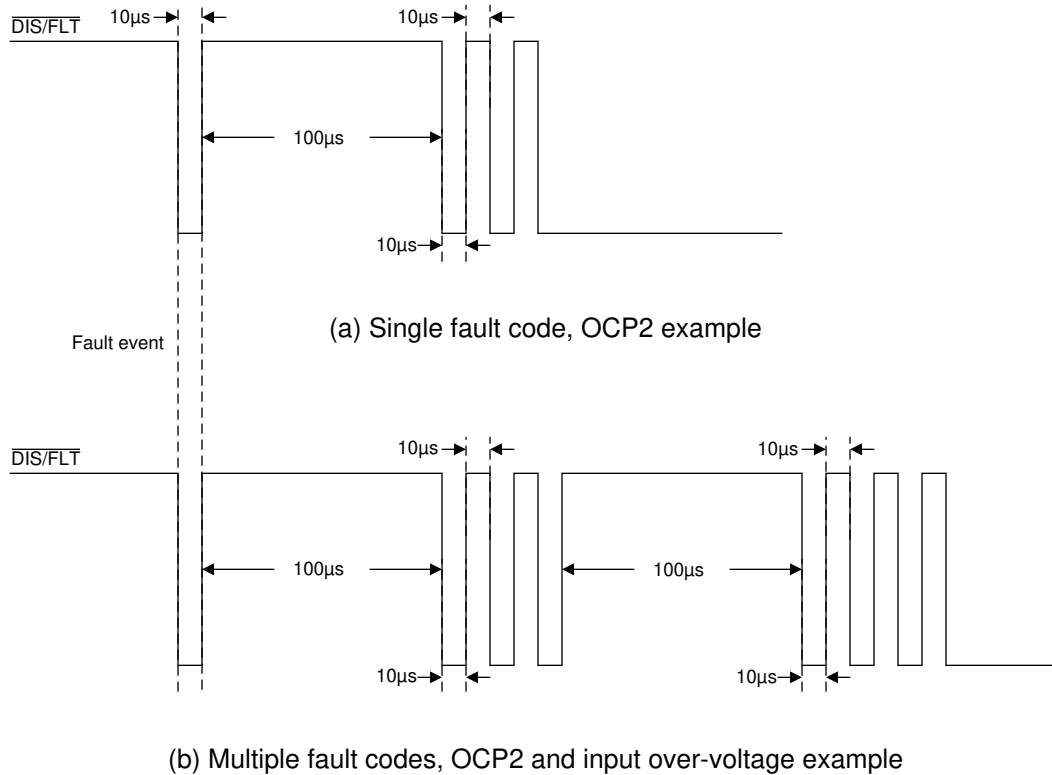 10µs
DIS/FLT
10µs
100µs
10µs
(a) Single fault code, OCP2 example
Fault event
DIS/FLT
10µs
10µs
100µs
100µs
10µs
10µs
(b) Multiple fault codes, OCP2 and input over-voltage example